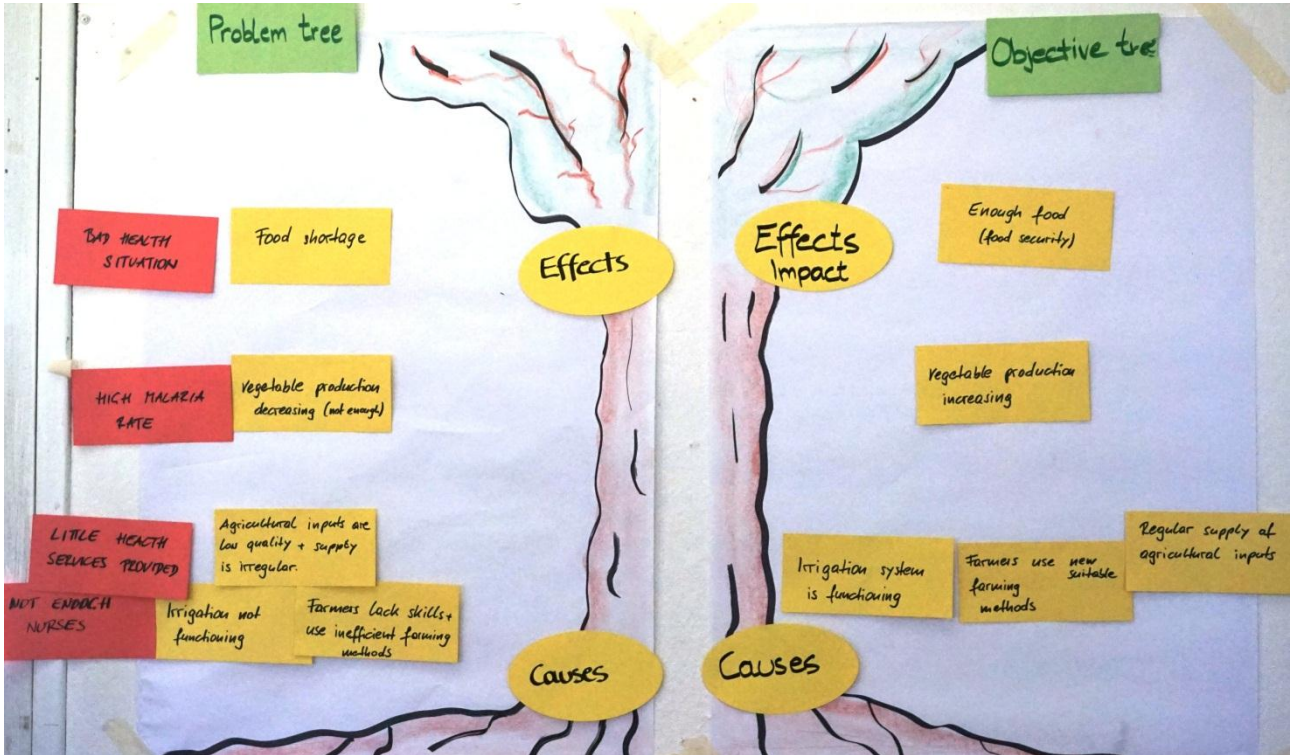 Problem tree
Objective tree
BAD HEALTH
SITUATION
Food shortage
Effects
Effects
Impact
Enough food
(food security)
HIGH MALARIA
RATE
Vegetable production
decreasing (not enough)
Vegetable production
increasing
LITTLE HEALTH
SERVICES PROVIDED
Agricultural inputs are
low quality + supply
is irregular.
NOT ENOUGH
NURSES
Irrigation not
functioning
Farmers lack skills +
use inefficient farming
methods
Causes
Causes
Irrigation system
is functioning
Farmers use new
suitable
farming
methods
Regular supply of
agricultural inputs